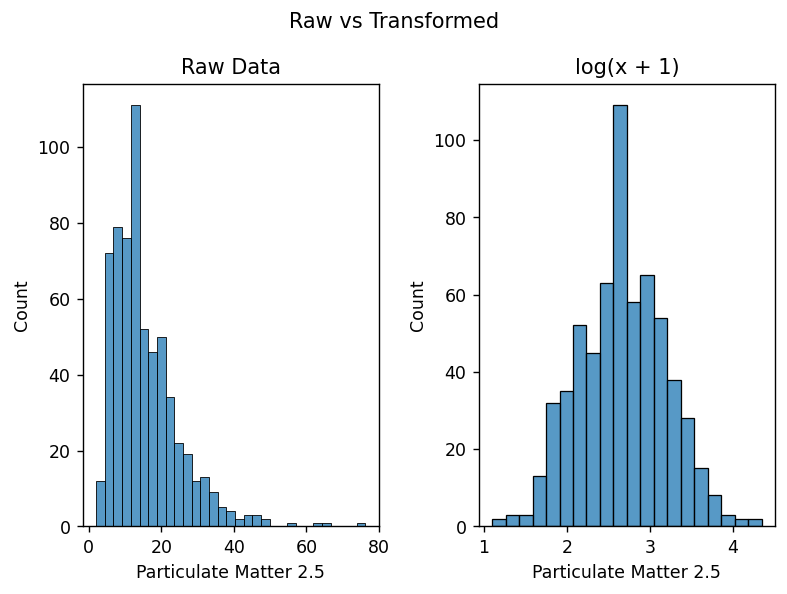 Raw vs Transformed
Raw Data
Count
100
80
60
40
20
0
0 20 40 60 80
Particulate Matter 2.5
log(x + 1)
Count
100
80
60
40
20
0
1 2 3 4
Particulate Matter 2.5